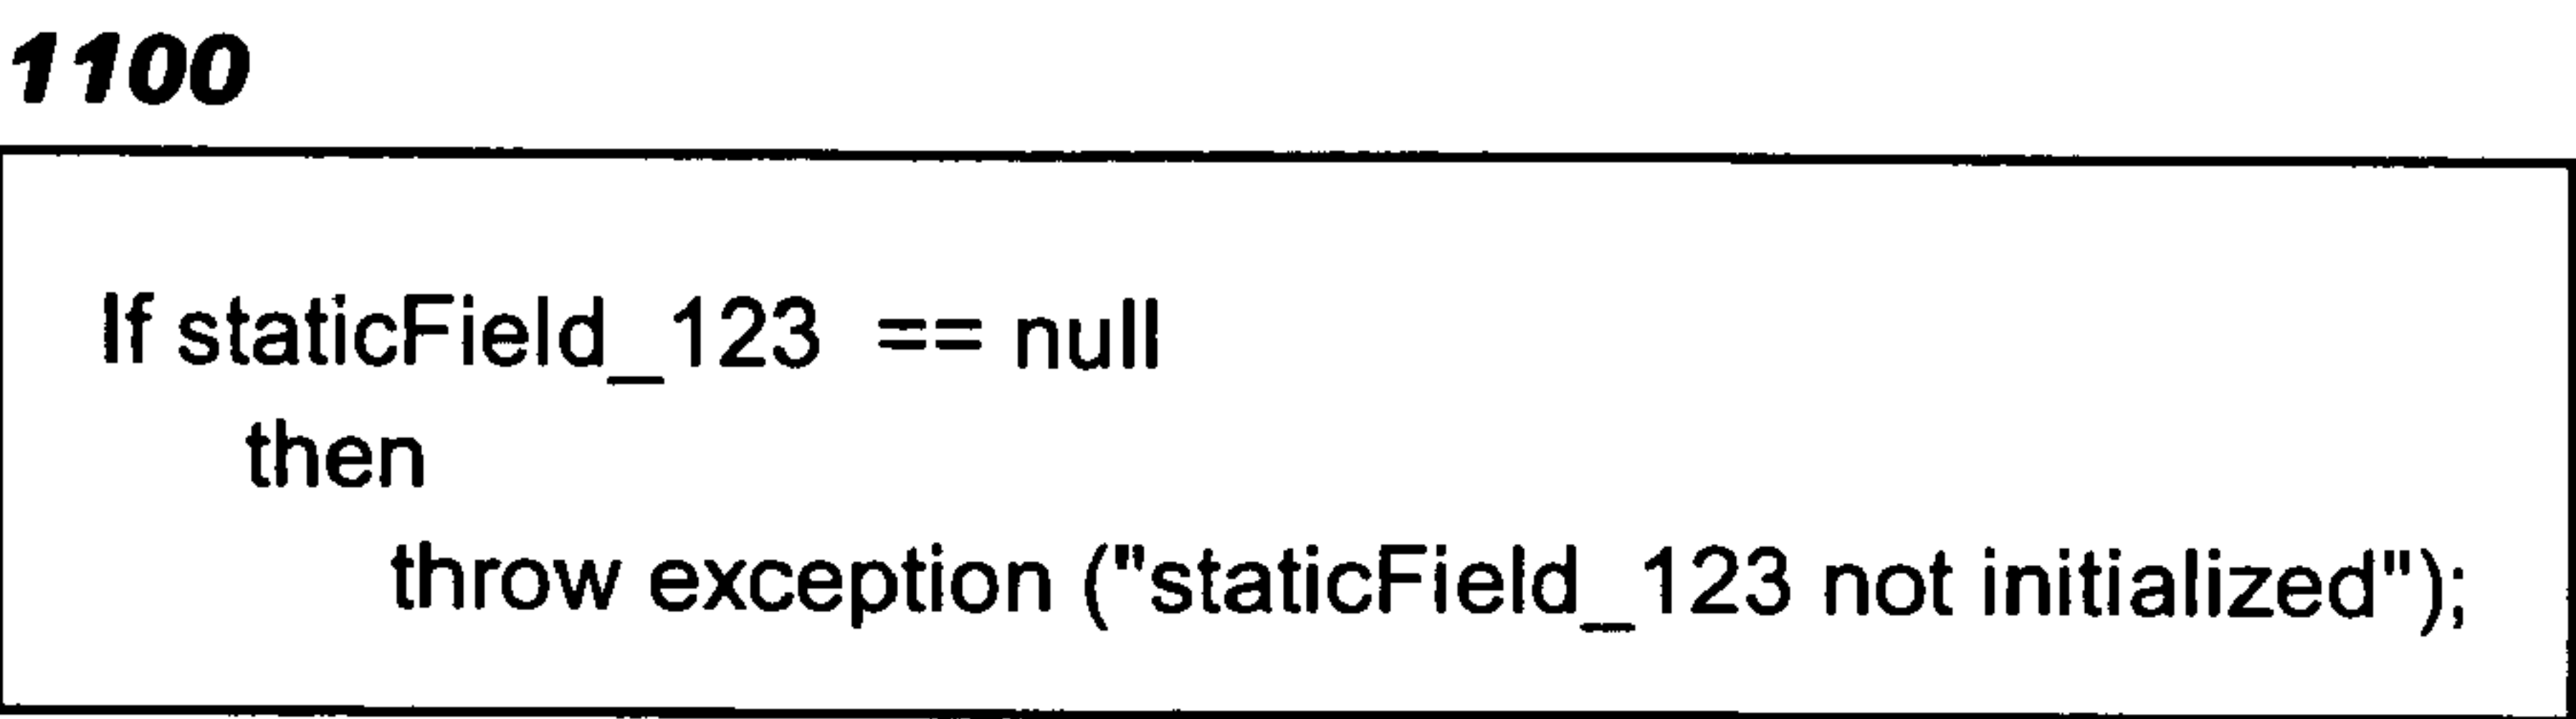 1100
If staticField_123 == null
then
throw exception ("staticField_123 not initialized");